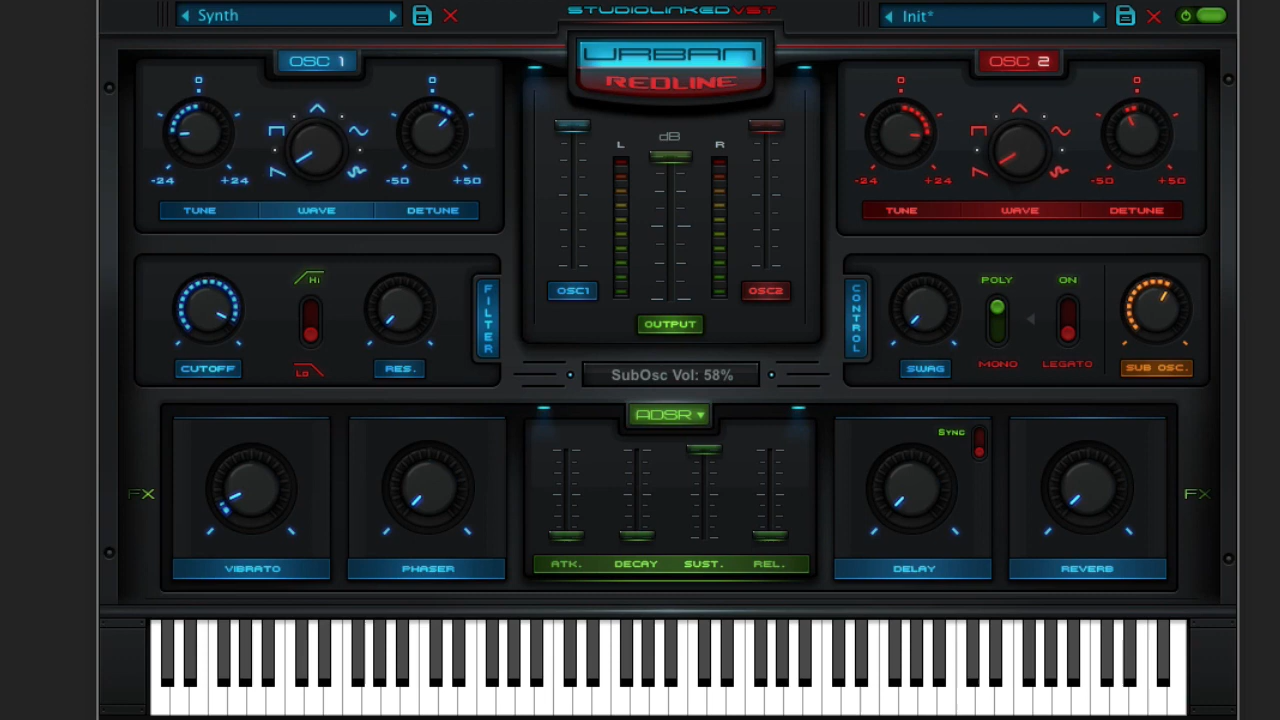 Synth
STUDIOLINKEDVST
Init*
URBAN
REDLINE
OSC 1
-24 +24
-50 +50
TUNE WAVE DETUNE
dB
L R
OSC1 OSC2
OUTPUT
OSC 2
-24 +24
-50 +50
TUNE WAVE DETUNE
HI
LO
CUTOFF RES.
FILTER
SubOsc Vol: 58%
CONTROL
POLY ON
MONO LEGATO
SWAG SUB OSC.
ADSR
FX
VIBRATO PHASER
ATK. DECAY SUST. REL.
SYNC
DELAY REVERB
FX